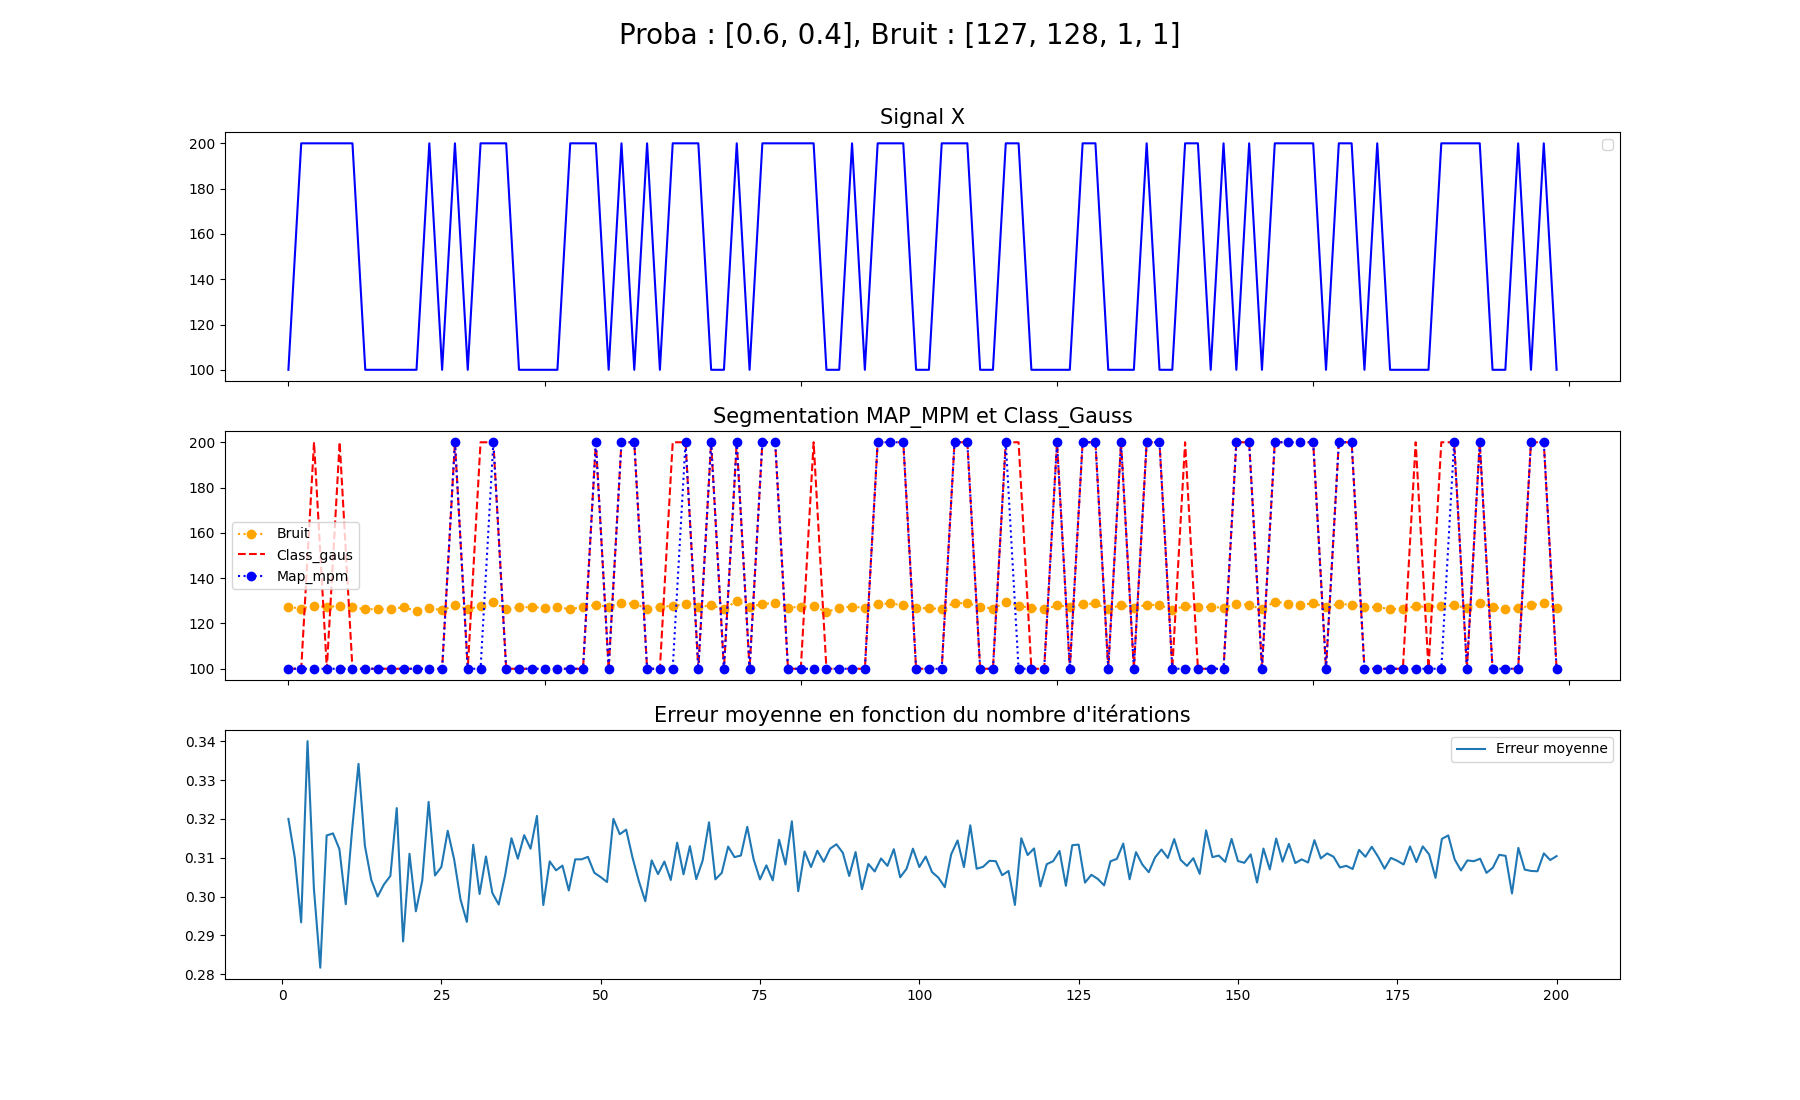 Proba : [0.6, 0.4], Bruit : [127, 128, 1, 1]
Signal X
200
180
160
140
120
100
Segmentation MAP_MPM et Class_Gauss
200
180
160
140
120
100
Bruit
Class_gaus
Map_mpm
Erreur moyenne en fonction du nombre d'itérations
0.34
0.33
0.32
0.31
0.30
0.29
0.28
Erreur moyenne
0 25 50 75 100 125 150 175 200